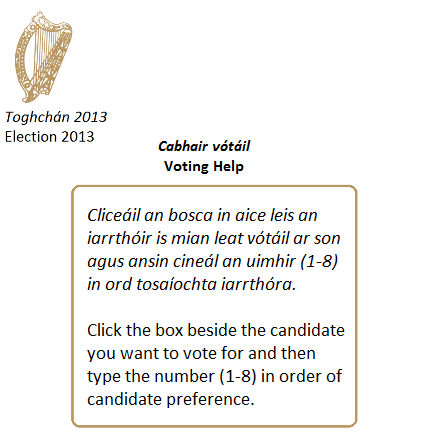 Toghchán 2013
Election 2013
Cabhair vótáil
Voting Help
Cliceáil an bosca in aice leis an
iarrthóir is mian leat vótáil ar son
agus ansin cineál an uimhir (1-8)
in ord tosaíochta iarrthóra.
Click the box beside the candidate
you want to vote for and then
type the number (1-8) in order of
candidate preference.